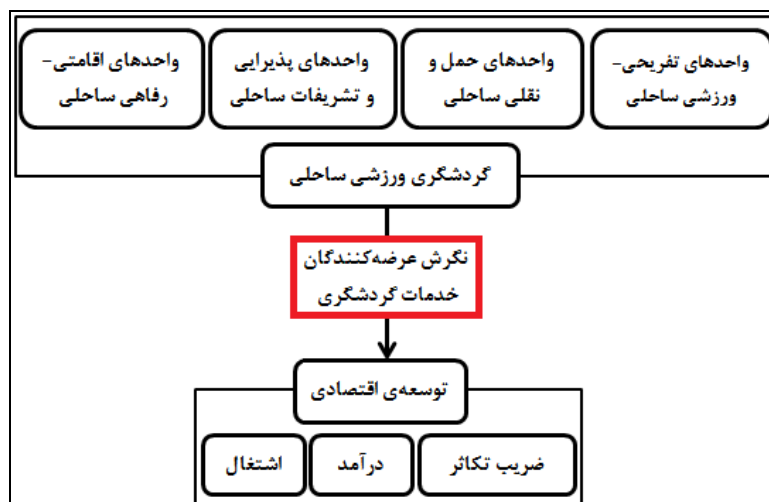 واحدهای تفریحی-
ورزشی ساحلی
واحدهای حمل و
نقلی ساحلی
واحدهای پذیرایی
و تشریفات ساحلی
واحدهای اقامتی-
رفاهی ساحلی
گردشگری ورزشی ساحلی
نگرش عرضه‌کنندگان
خدمات گردشگری
توسعه‌ی اقتصادی
ضریب تکاثر
درآمد
اشتغال